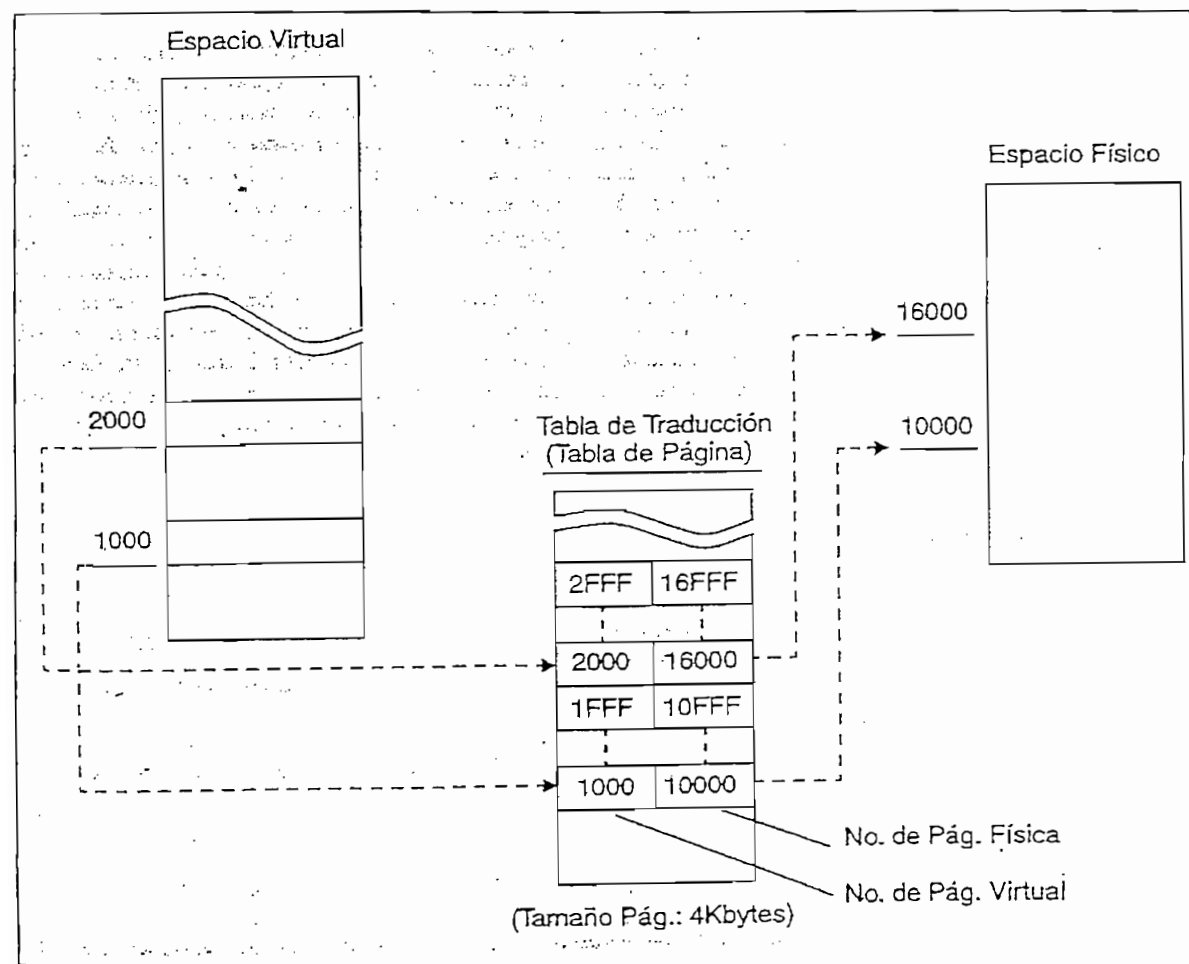 Espacio Virtual
Espacio Físico
16000
2000
10000
Tabla de Traducción
(Tabla de Página)
1000
2FFF 16FFF
2000 16000
1FFF 10FFF
1000 10000
No. de Pág. Física
No. de Pág. Virtual
(Tamaño Pág.: 4Kbytes)